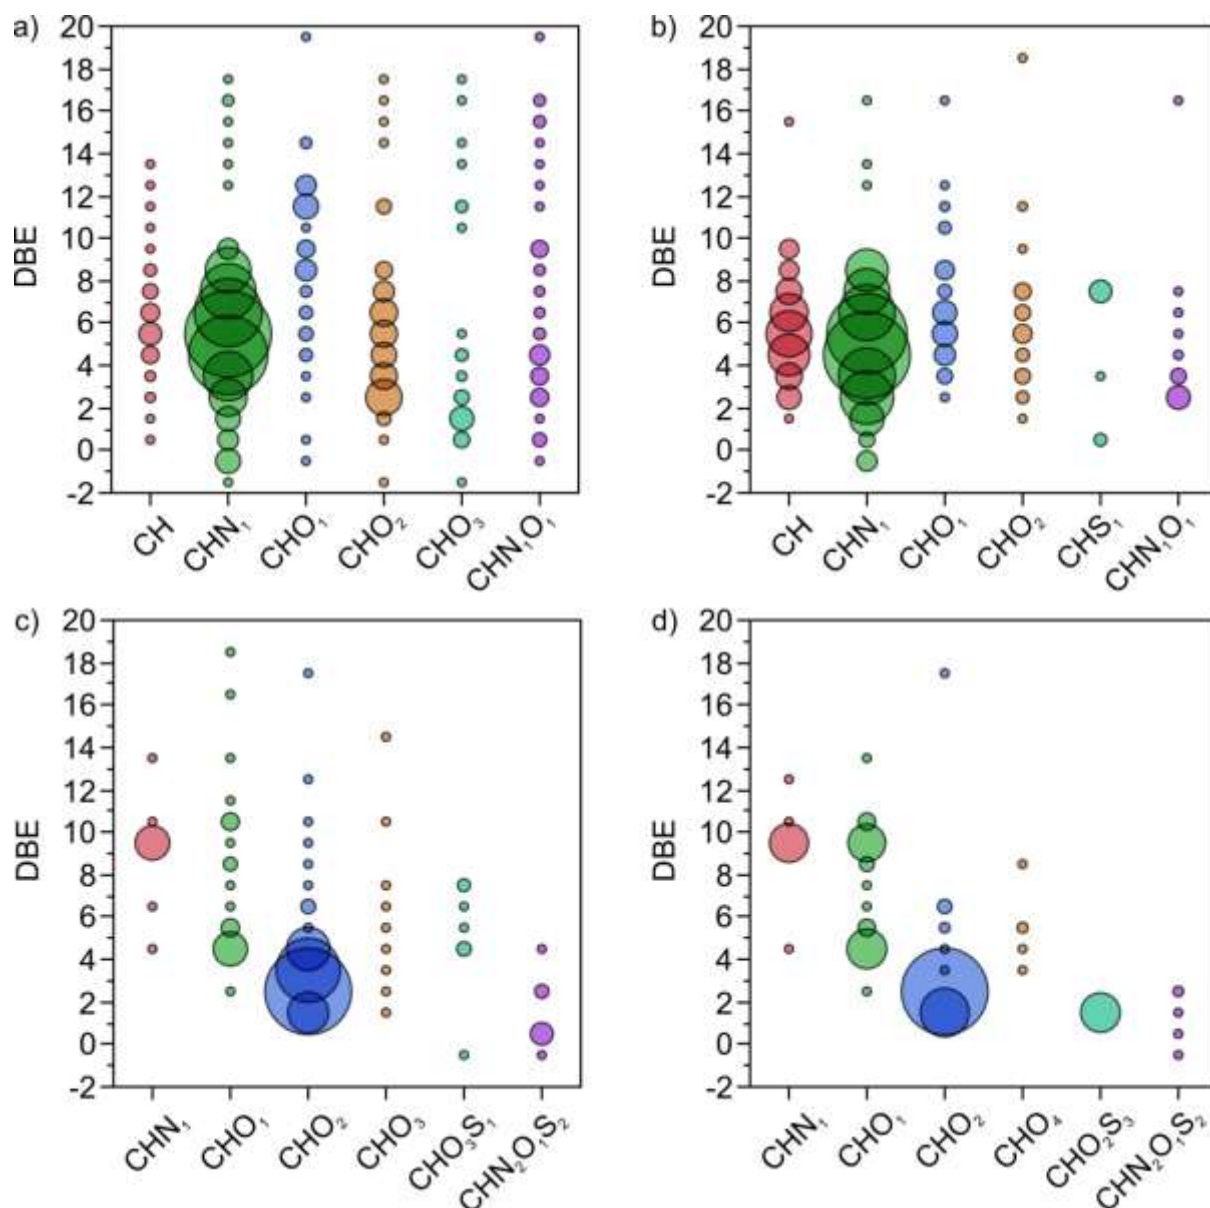 a)
20
18
16
14
12
10
8
6
4
2
0
-2
DBE
CH
CHN₁
CHO₁
CHO₂
CHO₃
CHN₁O₁
b)
20
18
16
14
12
10
8
6
4
2
0
-2
DBE
CH
CHN₁
CHO₁
CHO₂
CHS₁
CHN₁O₁
c)
20
18
16
14
12
10
8
6
4
2
0
-2
DBE
CHN₁
CHO₁
CHO₂
CHO₃
CHO₃S₁
CHN₂O₁S₂
d)
20
18
16
14
12
10
8
6
4
2
0
-2
DBE
CHN₁
CHO₁
CHO₂
CHO₄
CHO₂S₃
CHN₂O₁S₂